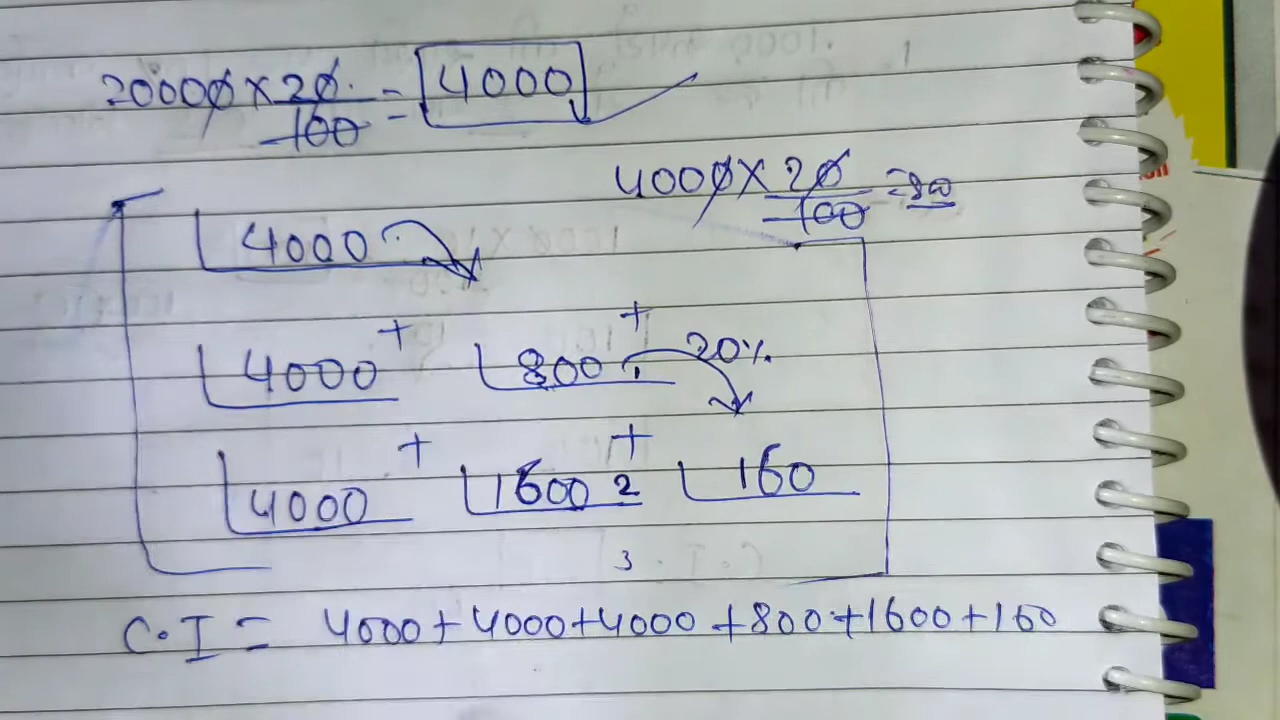 20000 × 20/100 = 4000
4000 × 20/100 = 800
4000
4000 + 800 + 20%
4000 + 1600 2 + 160
3
C.I = 4000 + 4000 + 4000 + 800 + 1600 + 160